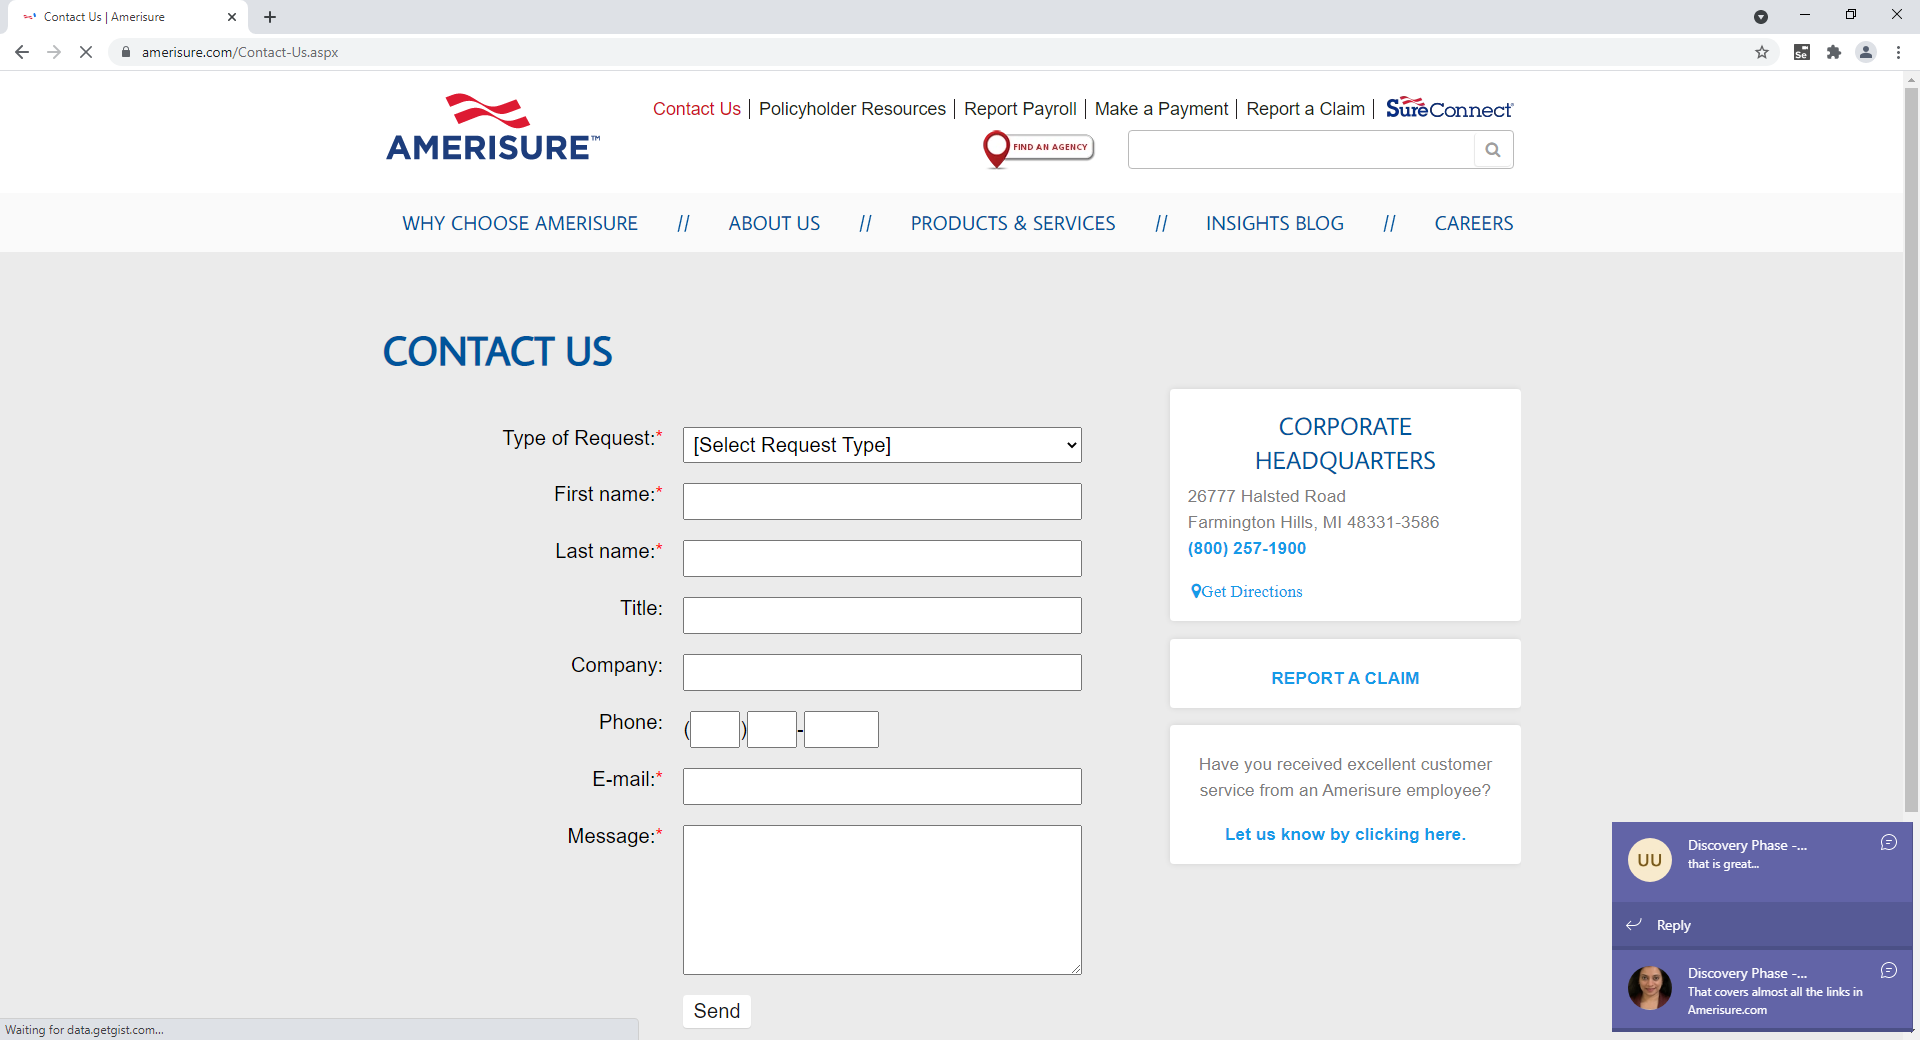 Contact Us | Amerisure
amerisure.com/Contact-Us.aspx
Contact Us | Policyholder Resources | Report Payroll | Make a Payment | Report a Claim | SureConnect
AMERISURE™
FIND AN AGENCY
WHY CHOOSE AMERISURE // ABOUT US // PRODUCTS & SERVICES // INSIGHTS BLOG // CAREERS
CONTACT US
Type of Request:* [Select Request Type]
First name:*
Last name:*
Title:
Company:
Phone: ( ) -
E-mail:*
Message:*
Send
CORPORATE
HEADQUARTERS
26777 Halsted Road
Farmington Hills, MI 48331-3586
(800) 257-1900
Get Directions
REPORT A CLAIM
Have you received excellent customer
service from an Amerisure employee?
Let us know by clicking here.
UU
Discovery Phase -...
that is great...
Reply
Discovery Phase -...
That covers almost all the links in
Amerisure.com
Waiting for data.getgist.com...
Se